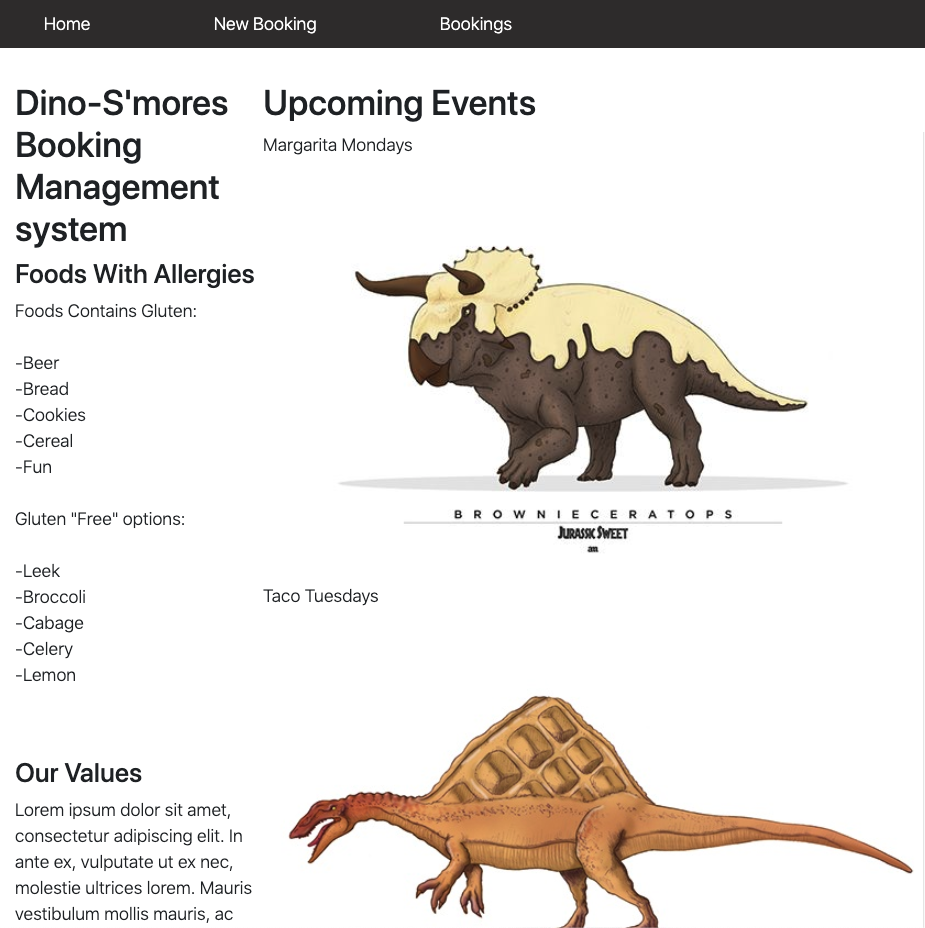 Home
New Booking
Bookings
Dino-S'mores
Booking
Management
system
Foods With Allergies
Foods Contains Gluten:
-Beer
-Bread
-Cookies
-Cereal
-Fun
Gluten "Free" options:
-Leek
-Broccoli
-Cabage
-Celery
-Lemon
Our Values
Lorem ipsum dolor sit amet,
consectetur adipiscing elit. In
ante ex, vulputate ut ex nec,
molestie ultrices lorem. Mauris
vestibulum mollis mauris, ac
Upcoming Events
Margarita Mondays
BROWNIECERATOPS
JURASSIC SWEET
Taco Tuesdays